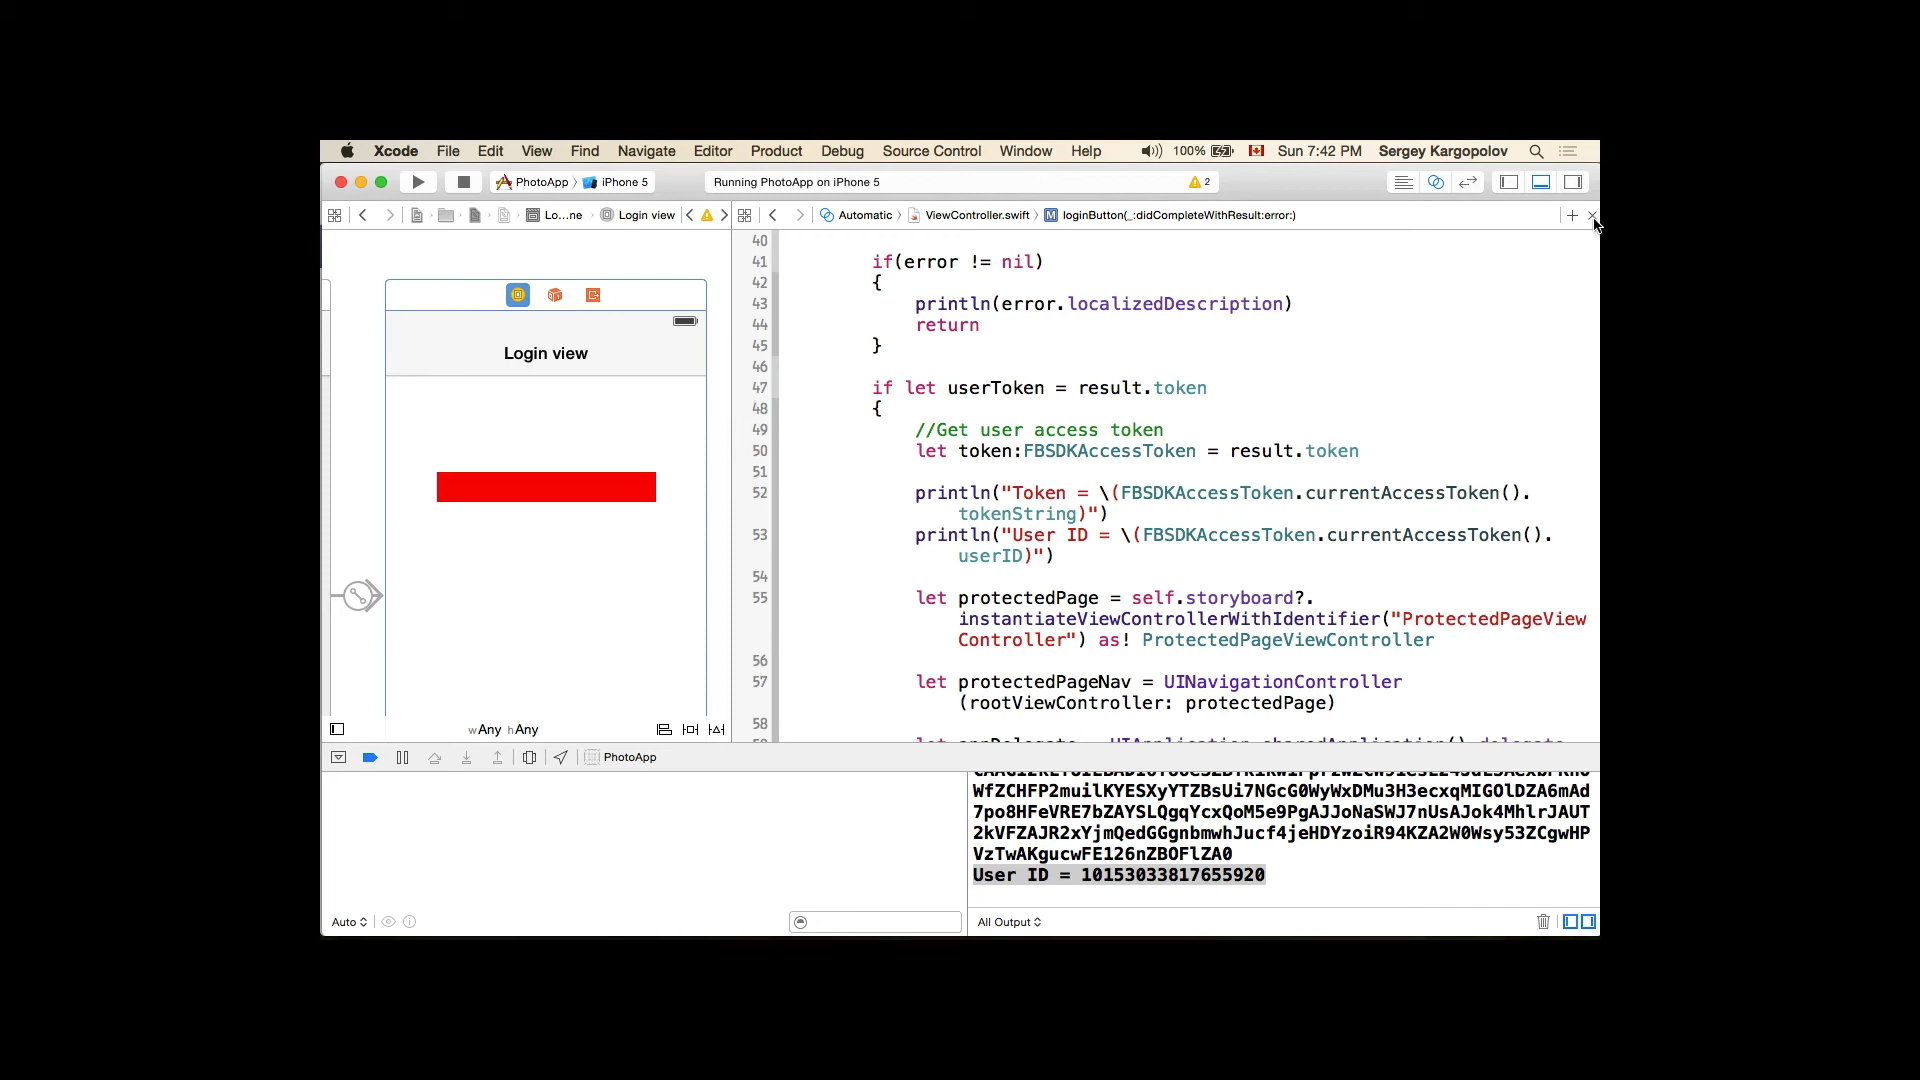 Xcode File Edit View Find Navigate Editor Product Debug Source Control Window Help 100% Sun 7:42 PM Sergey Kargopolov
PhotoApp iPhone 5 Running PhotoApp on iPhone 5 2
Lo...ne Login view Automatic ViewController.swift M loginButton(_:didCompleteWithResult:error:)
Login view
wAny hAny
40
41 if(error != nil)
42 {
43 println(error.localizedDescription)
44 return
45 }
46
47 if let userToken = result.token
48 {
49 //Get user access token
50 let token:FBSDKAccessToken = result.token
51
52 println("Token = \(FBSDKAccessToken.currentAccessToken().
tokenString)")
53 println("User ID = \(FBSDKAccessToken.currentAccessToken().
userID)")
54
55 let protectedPage = self.storyboard?.
instantiateViewControllerWithIdentifier("ProtectedPageView
Controller") as! ProtectedPageViewController
56
57 let protectedPageNav = UINavigationController
(rootViewController: protectedPage)
58
let appDelegate = UIApplication.sharedApplication().delegate
PhotoApp
WfZCHFP2muilKYESXyYTZBsUi7NGcG0WyWxDMu3H3ecxqMIGOlDZA6mAd
7po8HFeVRE7bZAYSLQgqYcxQoM5e9PgAJJoNaSWJ7nUsAJok4MhlrJAUT
2kVFZAJR2xYjmQedGGgnbmwhJucf4jeHDYzoiR94KZA2W0Wsy53ZCgwHP
VzTwAKgucwFE126nZBOFlZA0
User ID = 10153033817655920
Auto All Output